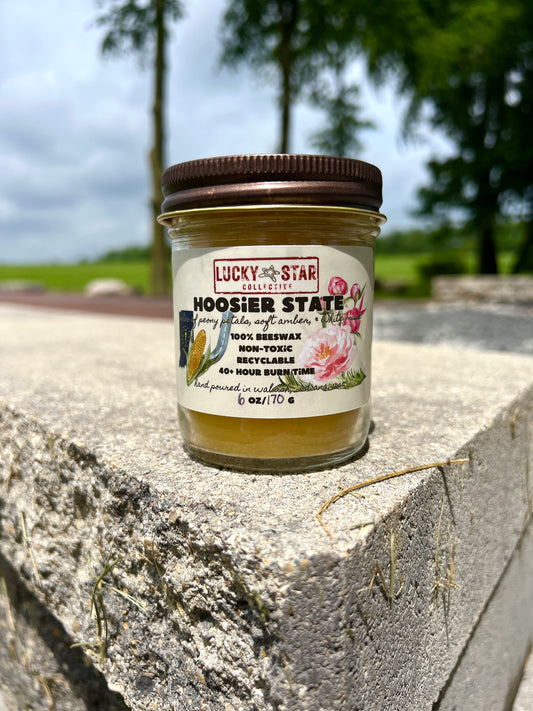 LUCKY STAR
COLLECTIVE
HOOSiER STATE
peony petals, soft amber, &
100% BEESWAX
NON-TOXiC
RECYCLABLE
40+ HOUR BURN TiME
hand poured in
6 OZ/170 G